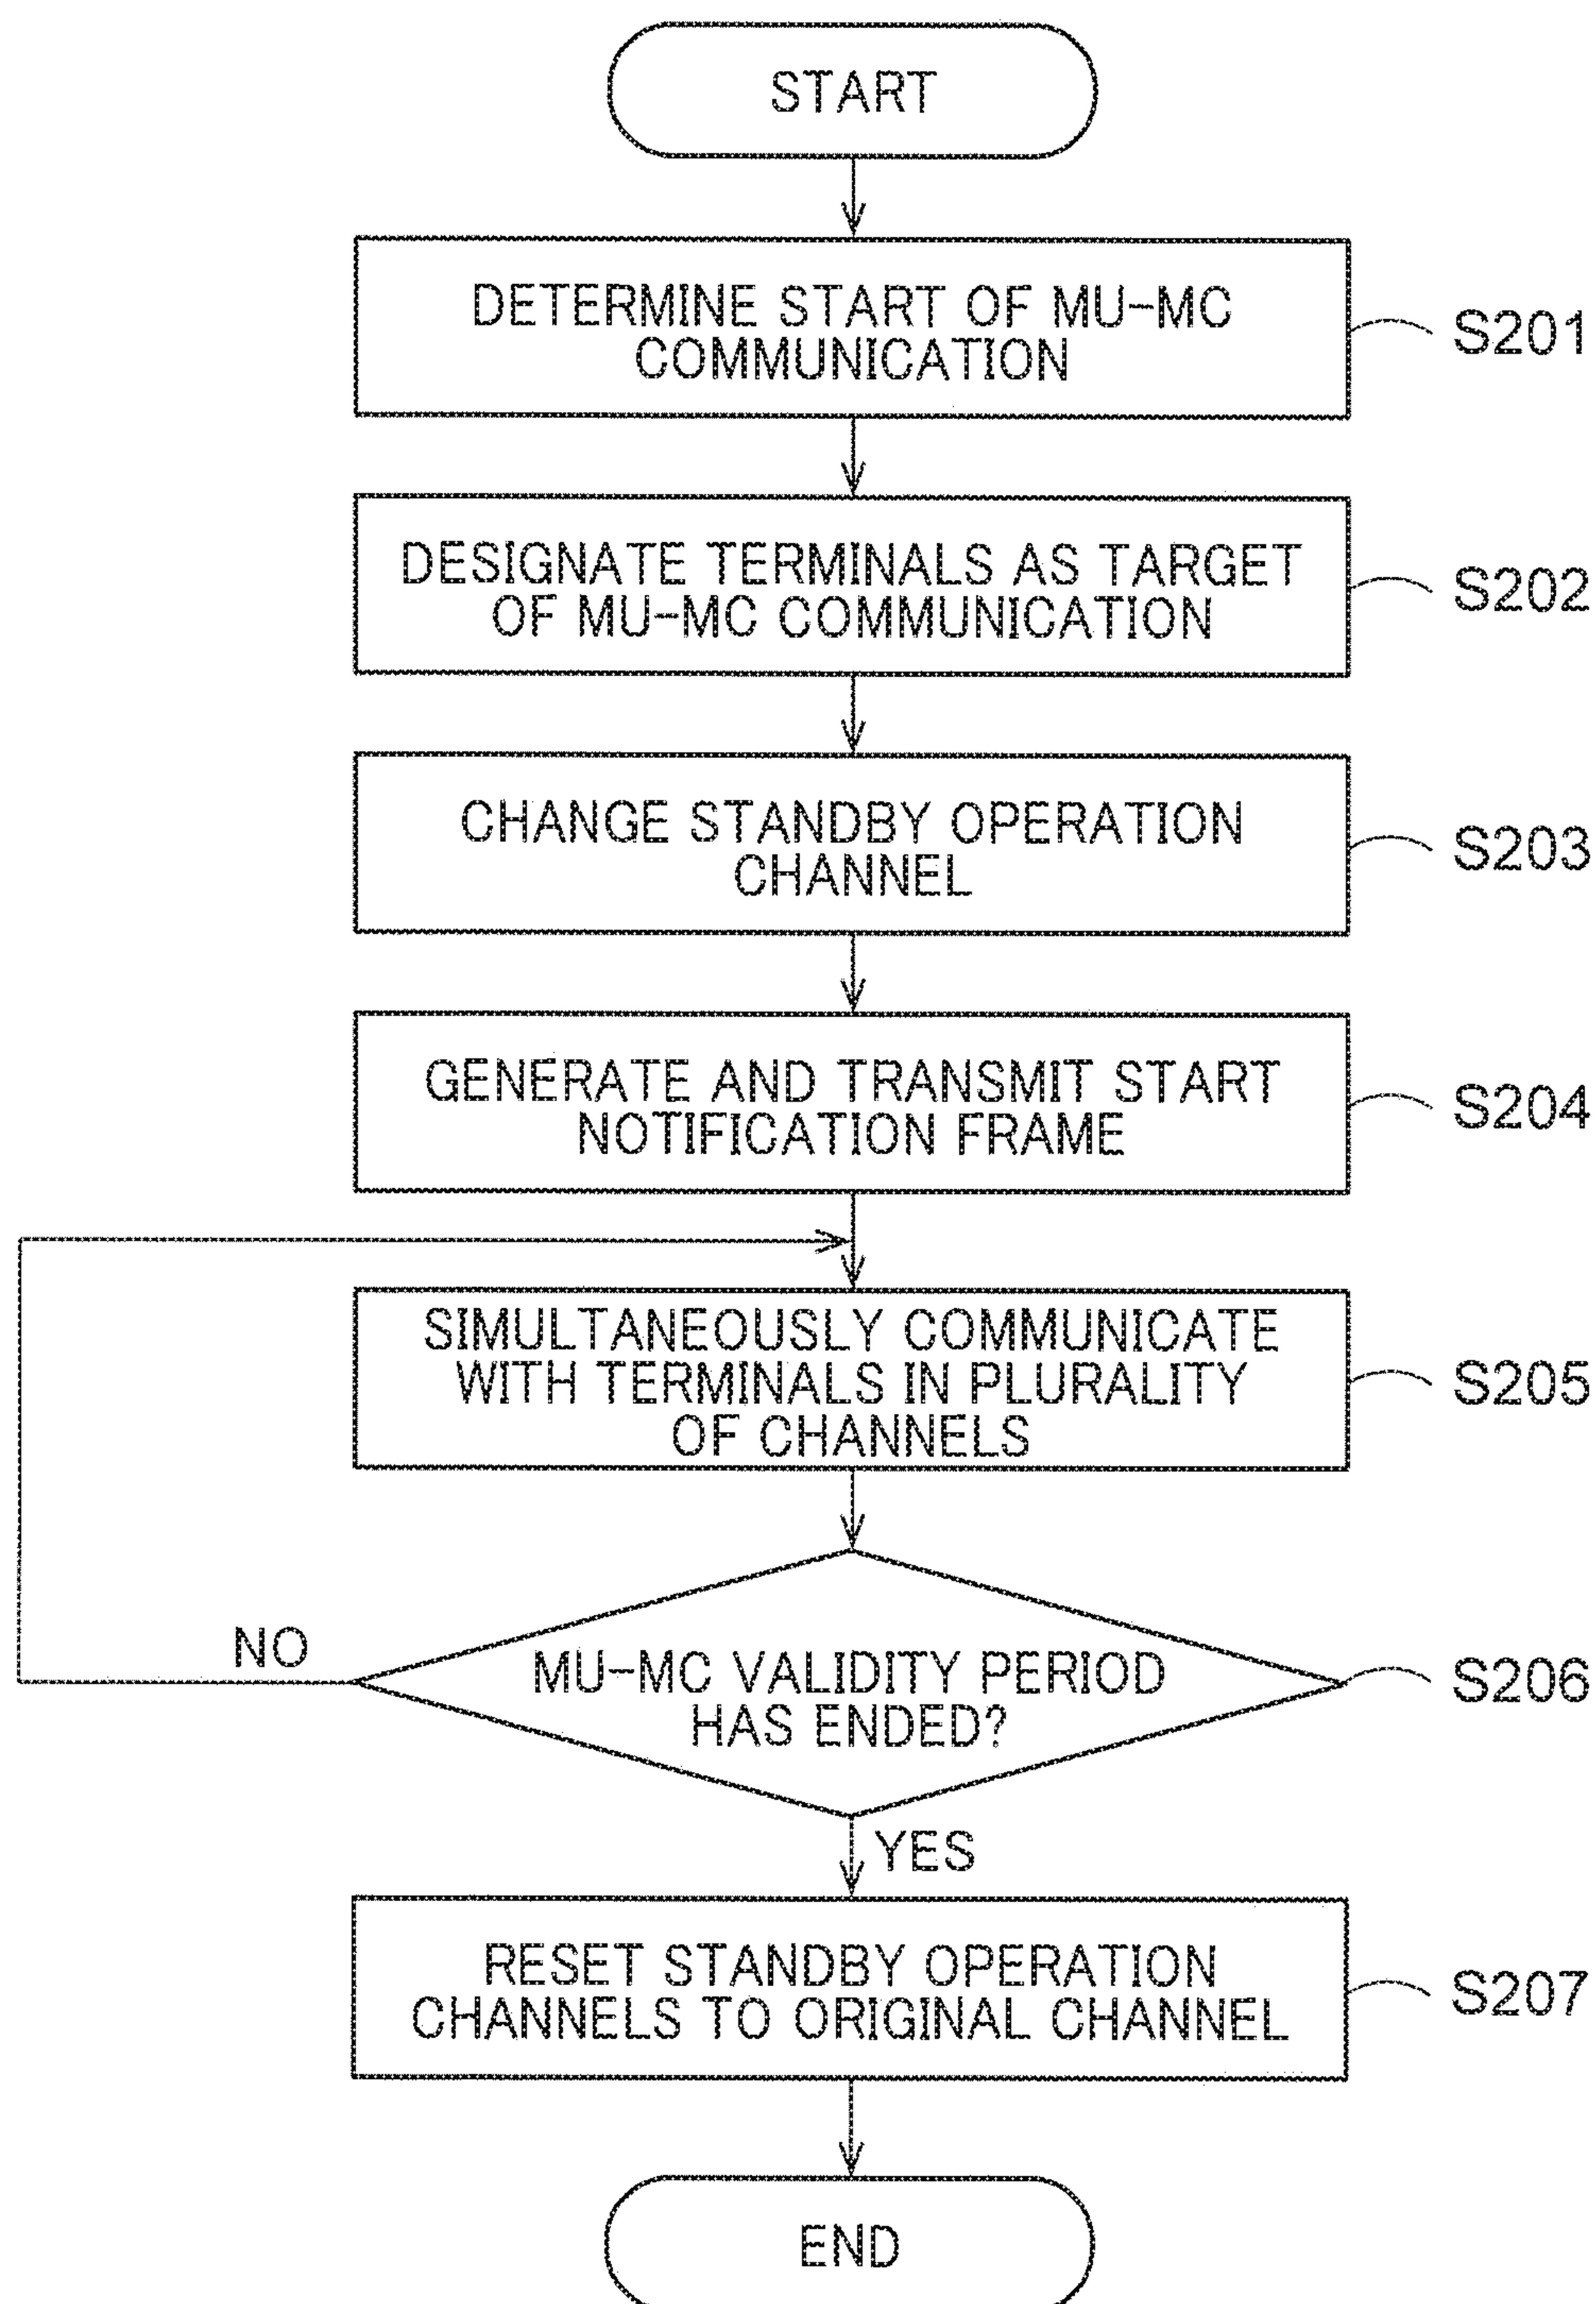 START
DETERMINE START OF MU-MC
COMMUNICATION
S201
DESIGNATE TERMINALS AS TARGET
OF MU-MC COMMUNICATION
S202
CHANGE STANDBY OPERATION
CHANNEL
S203
GENERATE AND TRANSMIT START
NOTIFICATION FRAME
S204
SIMULTANEOUSLY COMMUNICATE
WITH TERMINALS IN PLURALITY
OF CHANNELS
S205
NO
MU-MC VALIDITY PERIOD
HAS ENDED?
S206
YES
RESET STANDBY OPERATION
CHANNELS TO ORIGINAL CHANNEL
S207
END